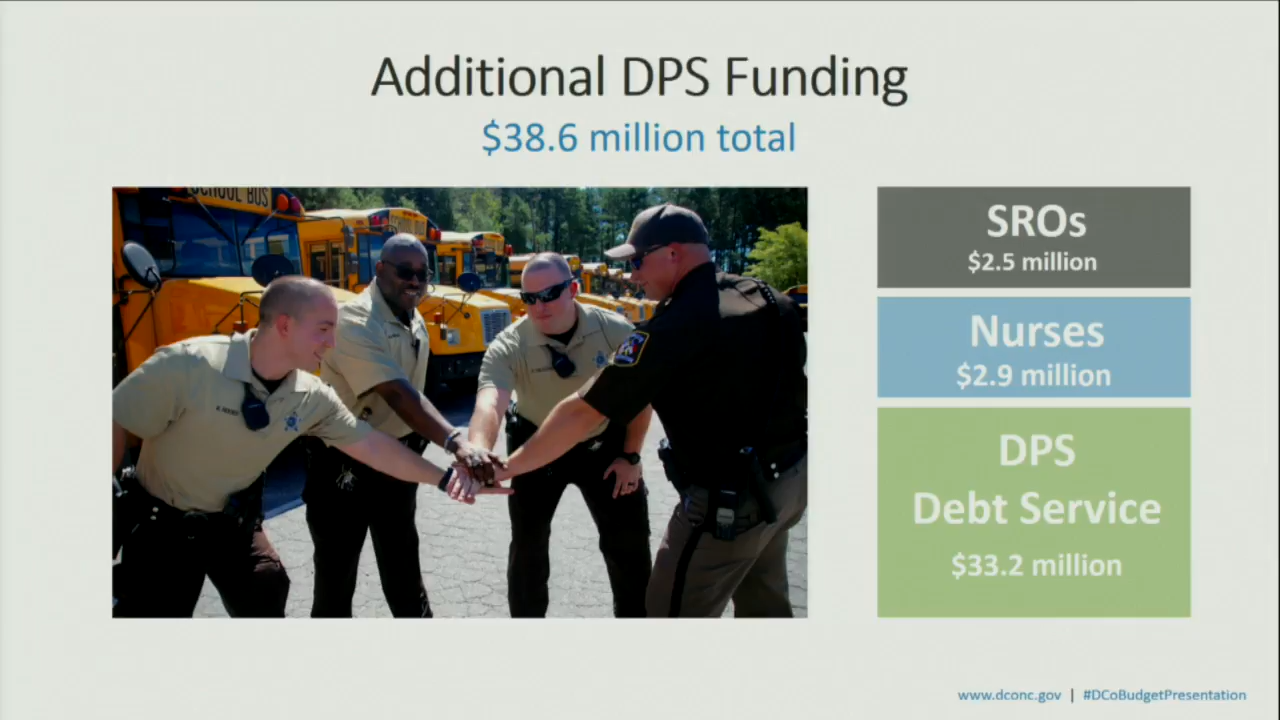 Additional DPS Funding
$38.6 million total
SCHOOL BUS
SROs
$2.5 million
Nurses
$2.9 million
DPS
Debt Service
$33.2 million
www.dconc.gov | #DCoBudgetPresentation